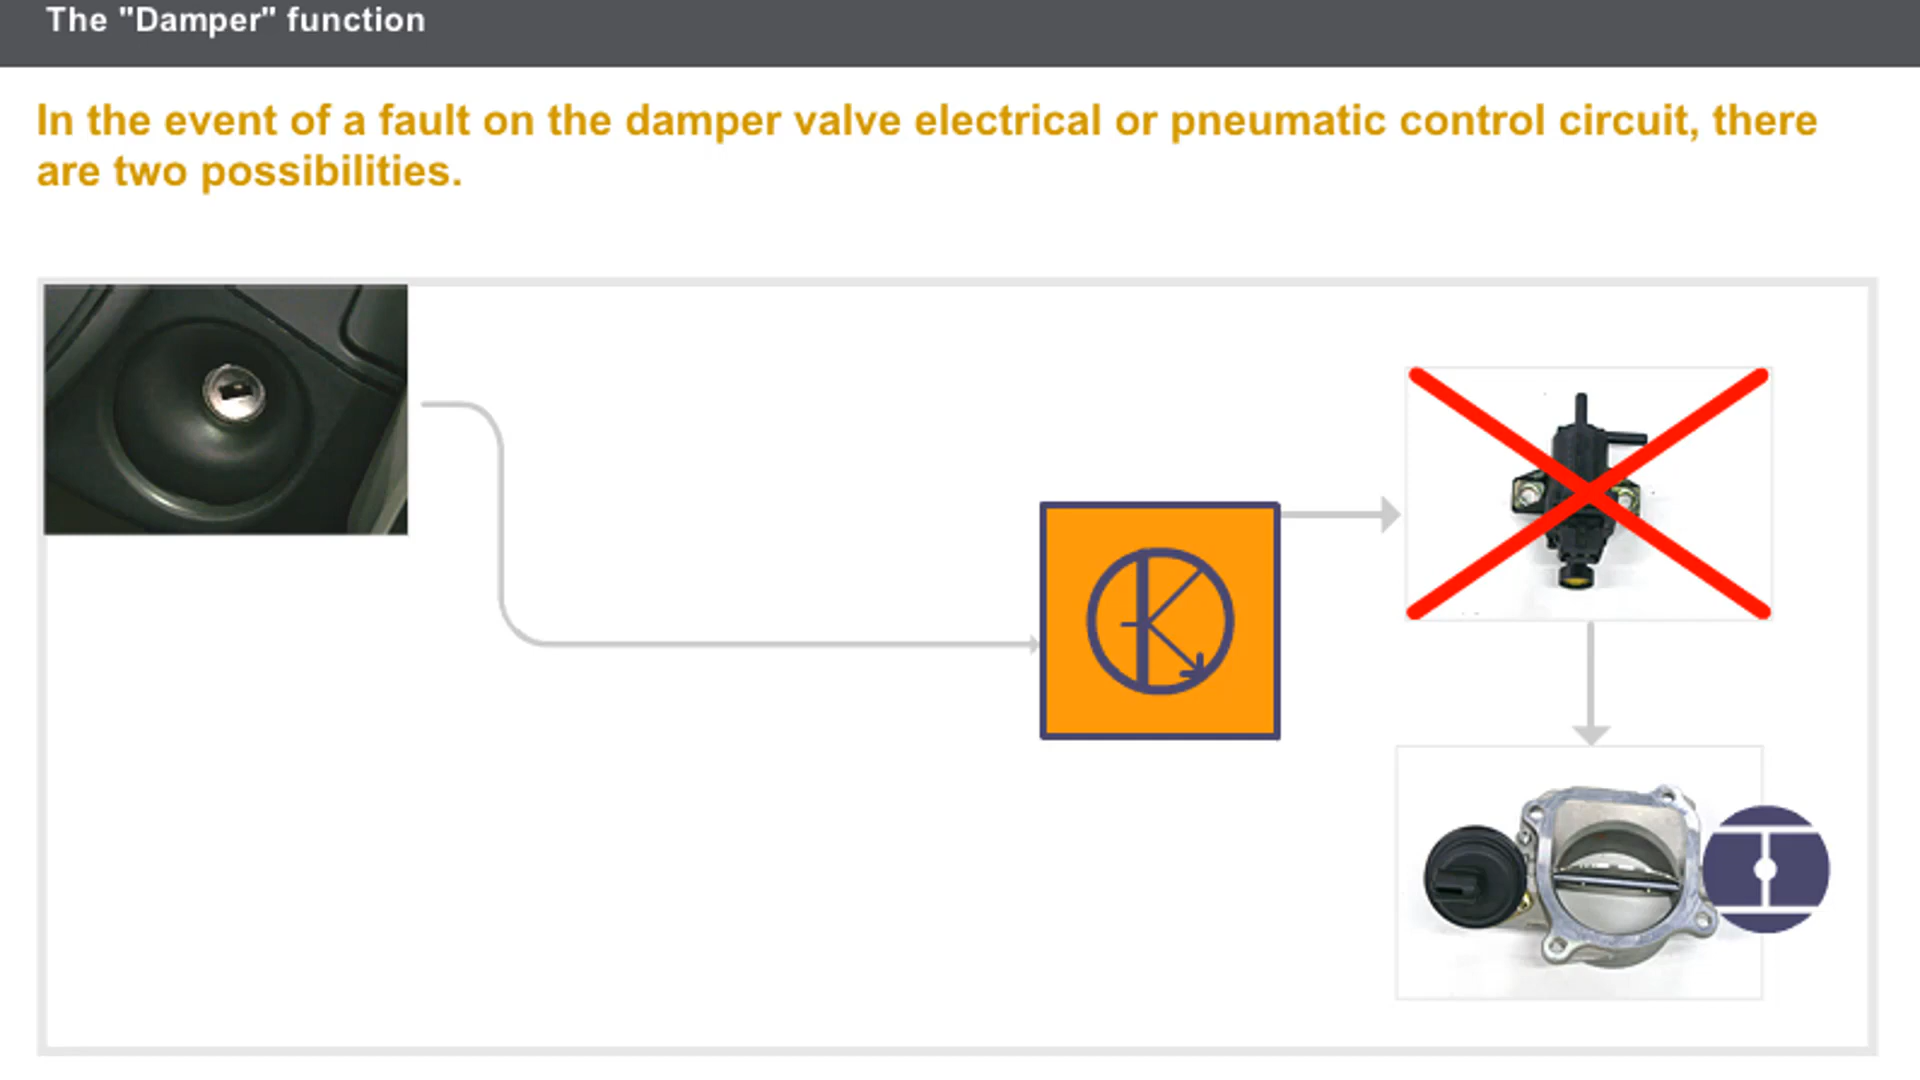 The "Damper" function
In the event of a fault on the damper valve electrical or pneumatic control circuit, there
are two possibilities.